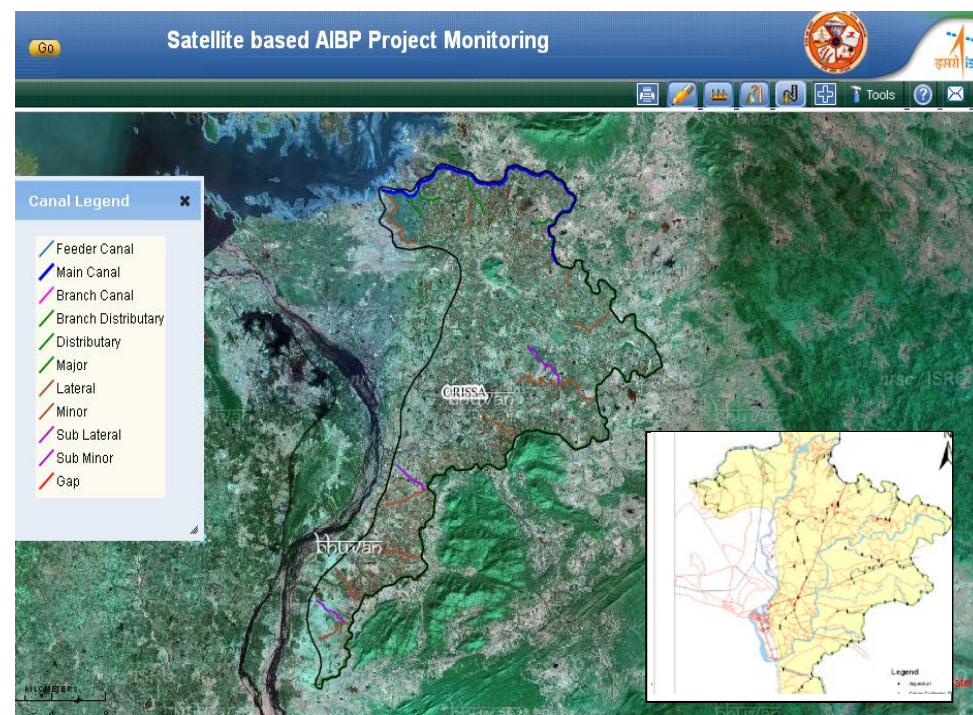 Go
Satellite based AIBP Project Monitoring
इसरो
Tools
Canal Legend
Feeder Canal
Main Canal
Branch Canal
Branch Distributary
Distributary
Major
Lateral
Minor
Sub Lateral
Sub Minor
Gap
ORISSA
bhuvan
bhuvan
KILOMETERS
Legend